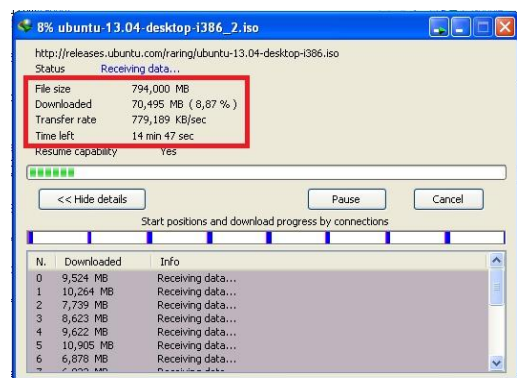 8% ubuntu-13.04-desktop-i386_2.iso
http://releases.ubuntu.com/raring/ubuntu-13.04-desktop-i386.iso
Status Receiving data...
File size 794,000 MB
Downloaded 70,495 MB ( 8,87 % )
Transfer rate 779,189 KB/sec
Time left 14 min 47 sec
Resume capability Yes
<< Hide details Pause Cancel
Start positions and download progress by connections
N. Downloaded Info
0 9,524 MB Receiving data...
1 10,264 MB Receiving data...
2 7,739 MB Receiving data...
3 8,623 MB Receiving data...
4 9,622 MB Receiving data...
5 10,905 MB Receiving data...
6 6,878 MB Receiving data...